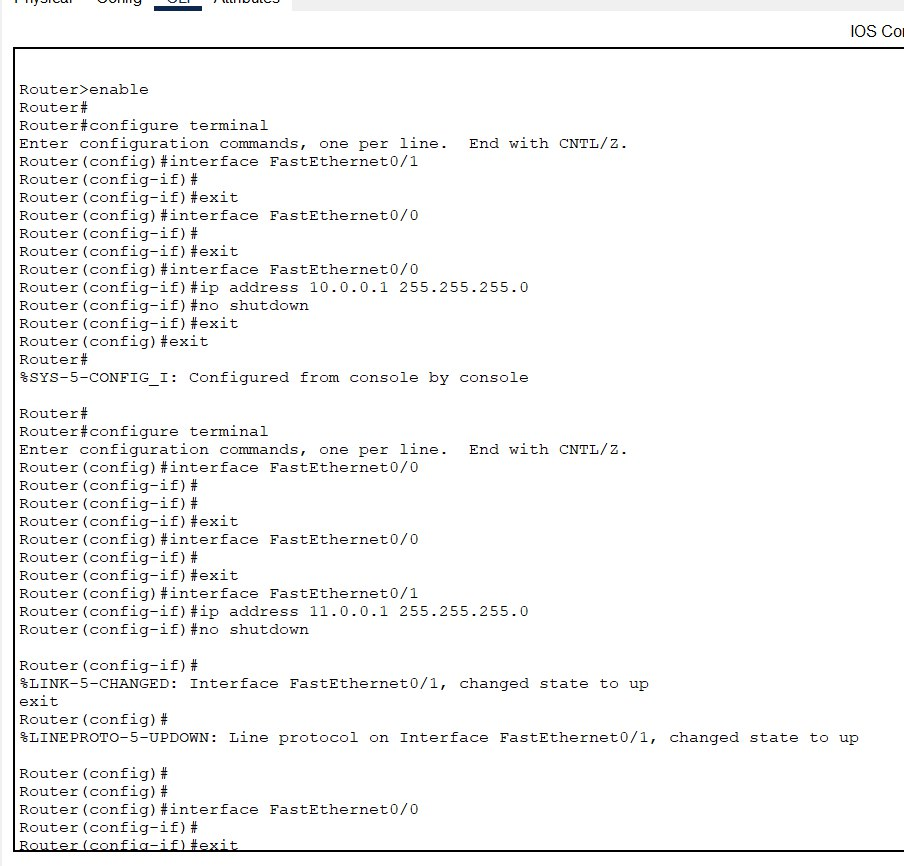 Physical Config CLI Attributes
IOS Co
Router>enable
Router#
Router#configure terminal
Enter configuration commands, one per line.  End with CNTL/Z.
Router(config)#interface FastEthernet0/1
Router(config-if)#
Router(config-if)#exit
Router(config)#interface FastEthernet0/0
Router(config-if)#
Router(config-if)#exit
Router(config)#interface FastEthernet0/0
Router(config-if)#ip address 10.0.0.1 255.255.255.0
Router(config-if)#no shutdown
Router(config-if)#exit
Router(config)#exit
Router#
%SYS-5-CONFIG_I: Configured from console by console
Router#
Router#configure terminal
Enter configuration commands, one per line.  End with CNTL/Z.
Router(config)#interface FastEthernet0/0
Router(config-if)#
Router(config-if)#
Router(config-if)#exit
Router(config)#interface FastEthernet0/0
Router(config-if)#
Router(config-if)#exit
Router(config)#interface FastEthernet0/1
Router(config-if)#ip address 11.0.0.1 255.255.255.0
Router(config-if)#no shutdown
Router(config-if)#
%LINK-5-CHANGED: Interface FastEthernet0/1, changed state to up
exit
Router(config)#
%LINEPROTO-5-UPDOWN: Line protocol on Interface FastEthernet0/1, changed state to up
Router(config)#
Router(config)#
Router(config)#interface FastEthernet0/0
Router(config-if)#
Router(config-if)#exit